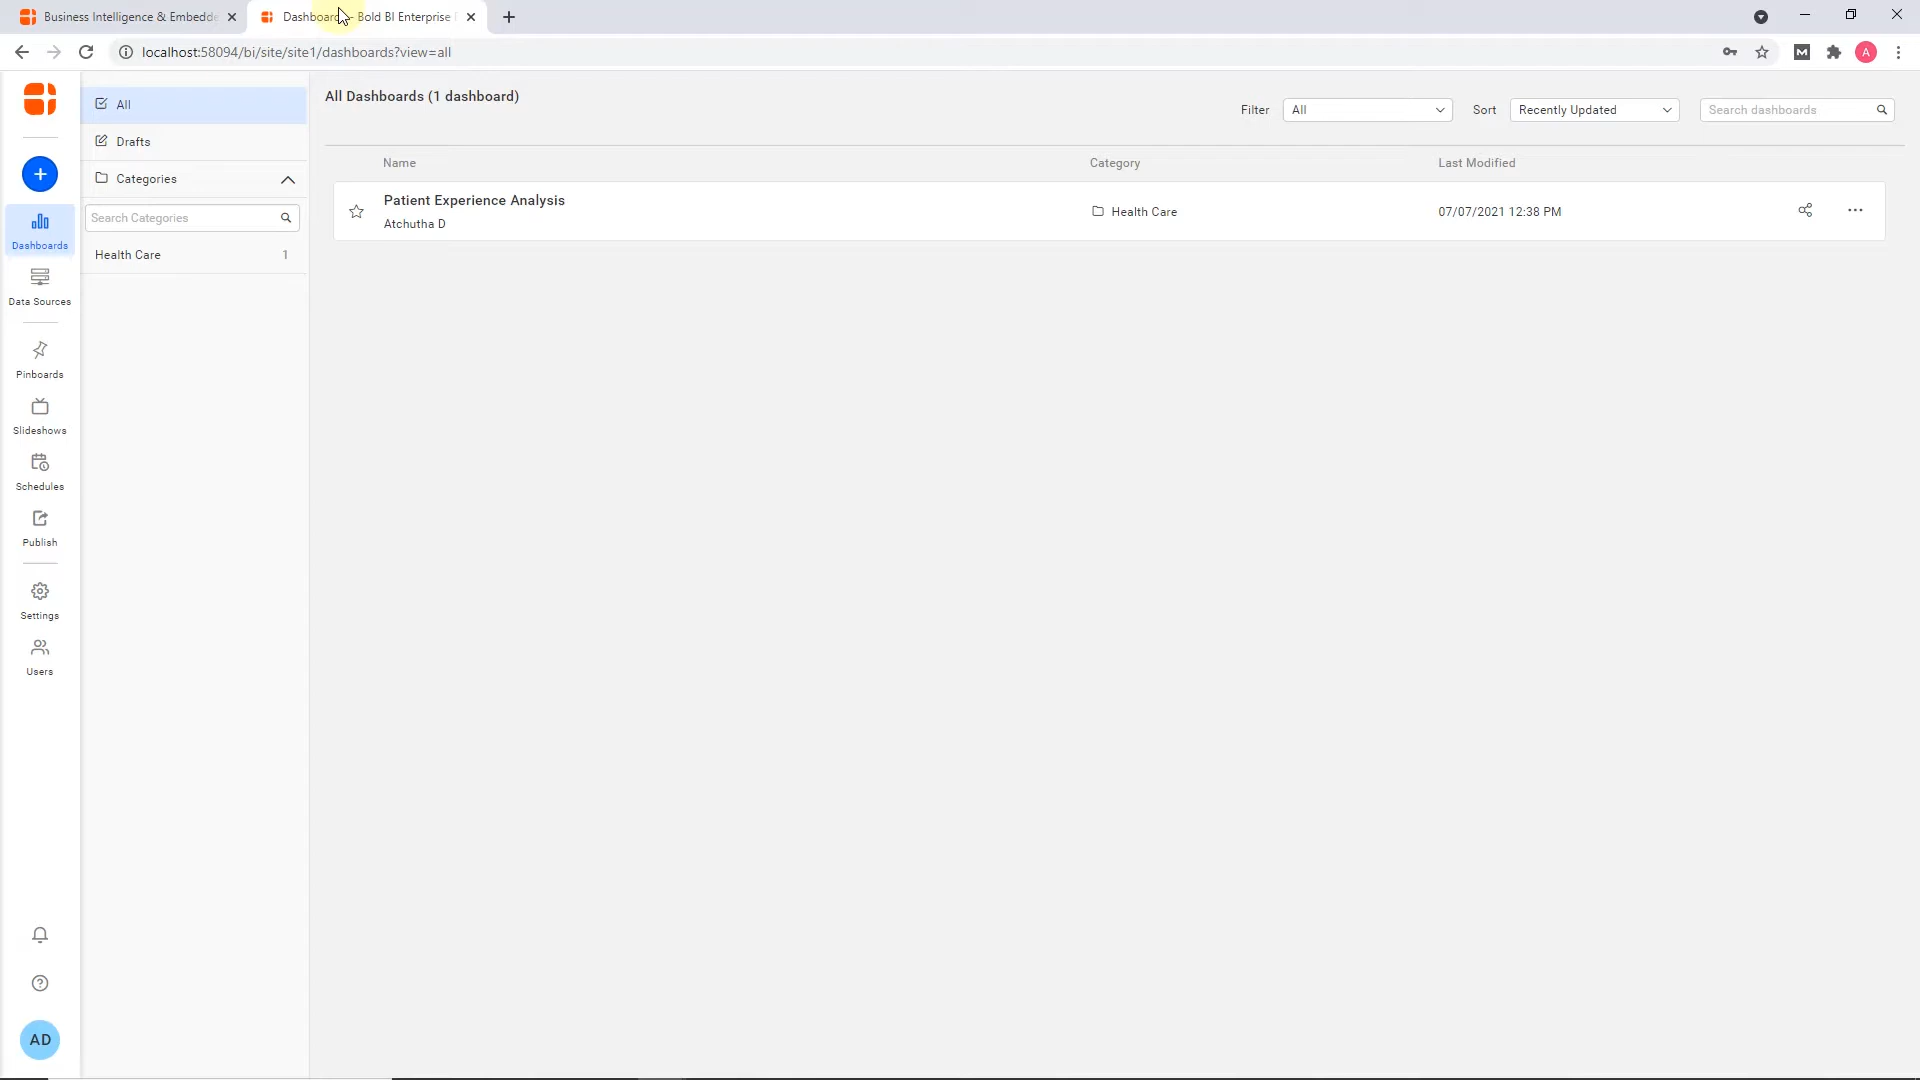 Business Intelligence & Embedde
Dashboar - Bold BI Enterprise
localhost:58094/bi/site/site1/dashboards?view=all
A
All
Drafts
Categories
Search Categories
Health Care 1
Dashboards
Data Sources
Pinboards
Slideshows
Schedules
Publish
Settings
Users
AD
All Dashboards (1 dashboard)
Filter All Sort Recently Updated Search dashboards
Name Category Last Modified
Patient Experience Analysis
Atchutha D
Health Care 07/07/2021 12:38 PM